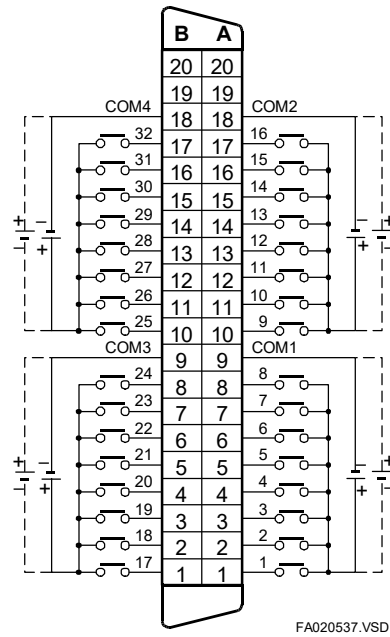 B A
20 20
19 19
COM4 18 18 COM2
32 17 17 16
31 16 16 15
30 15 15 14
+ − 29 14 14 13 − +
− + 28 13 13 12 + −
27 12 12 11
26 11 11 10
25 10 10 9
COM3 9 9 COM1
24 8 8 8
23 7 7 7
22 6 6 6
+ − 21 5 5 5 − +
− + 20 4 4 4 + −
19 3 3 3
18 2 2 2
17 1 1 1
FA020537.VSD